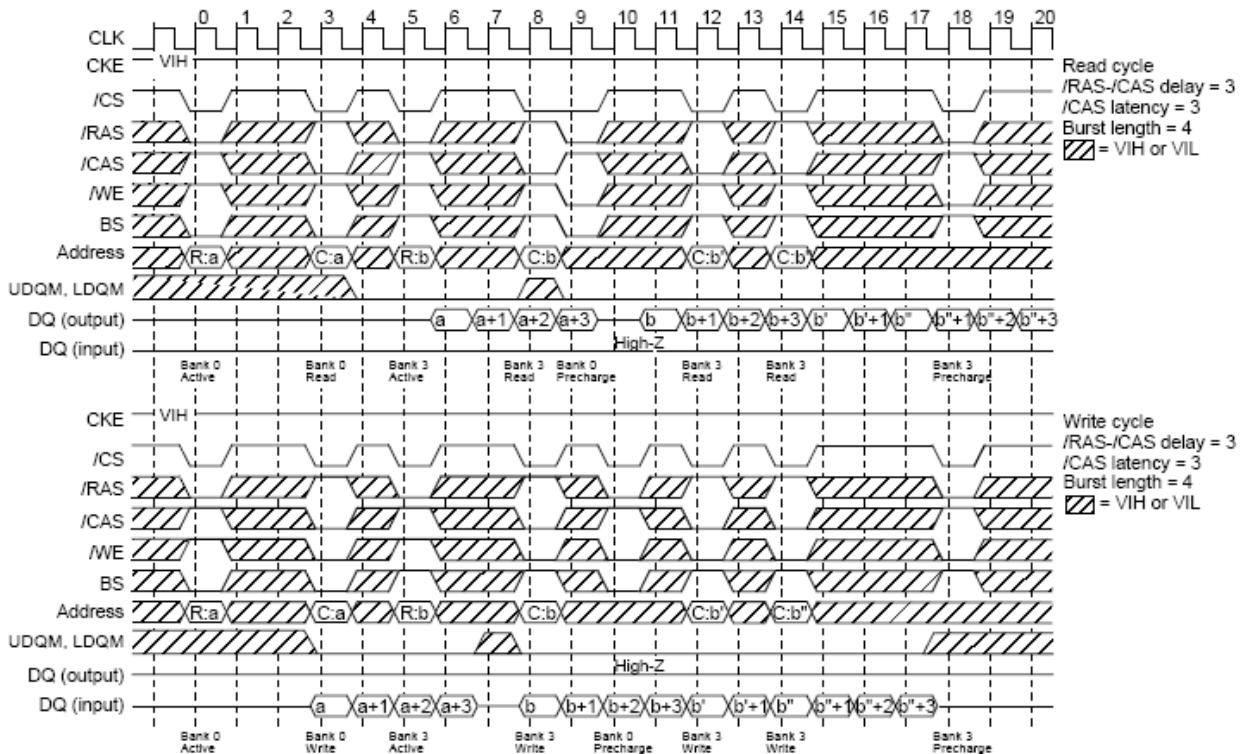 0 1 2 3 4 5 6 7 8 9 10 11 12 13 14 15 16 17 18 19 20
CLK
CKE VIH
/CS
/RAS
/CAS
/WE
BS
Address R:a C:a R:b C:b C:b' C:b'
UDQM, LDQM
DQ (output) a a+1 a+2 a+3 b b+1 b+2 b+3 b' b'+1 b" b"+1 b"+2 b"+3
DQ (input) High-Z
Bank 0 Active Bank 0 Read Bank 3 Active Bank 3 Read Bank 0 Precharge Bank 3 Read Bank 3 Read Bank 3 Precharge
Read cycle
/RAS-/CAS delay = 3
/CAS latency = 3
Burst length = 4
= VIH or VIL
CKE VIH
/CS
/RAS
/CAS
/WE
BS
Address R:a C:a R:b C:b C:b' C:b"
UDQM, LDQM
DQ (output) High-Z
DQ (input) a a+1 a+2 a+3 b b+1 b+2 b+3 b' b'+1 b" b"+1 b"+2 b"+3
Bank 0 Active Bank 0 Write Bank 3 Active Bank 3 Write Bank 0 Precharge Bank 3 Write Bank 3 Write Bank 3 Precharge
Write cycle
/RAS-/CAS delay = 3
/CAS latency = 3
Burst length = 4
= VIH or VIL